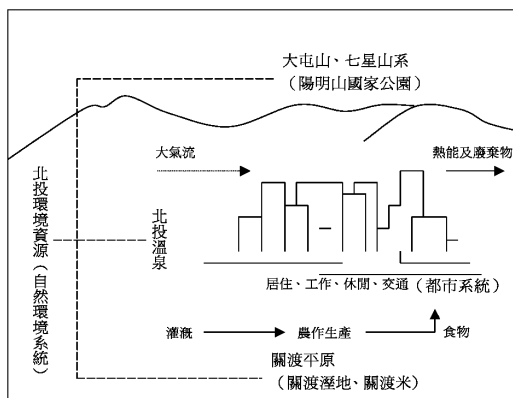 大屯山、七星山系
（陽明山國家公園）
大氣流
熱能及廢棄物
北投環境資源（自然環境系統）
北投溫泉
居住、工作、休閒、交通（都市系統）
灌溉
農作生產
食物
關渡平原
（關渡溼地、關渡米）